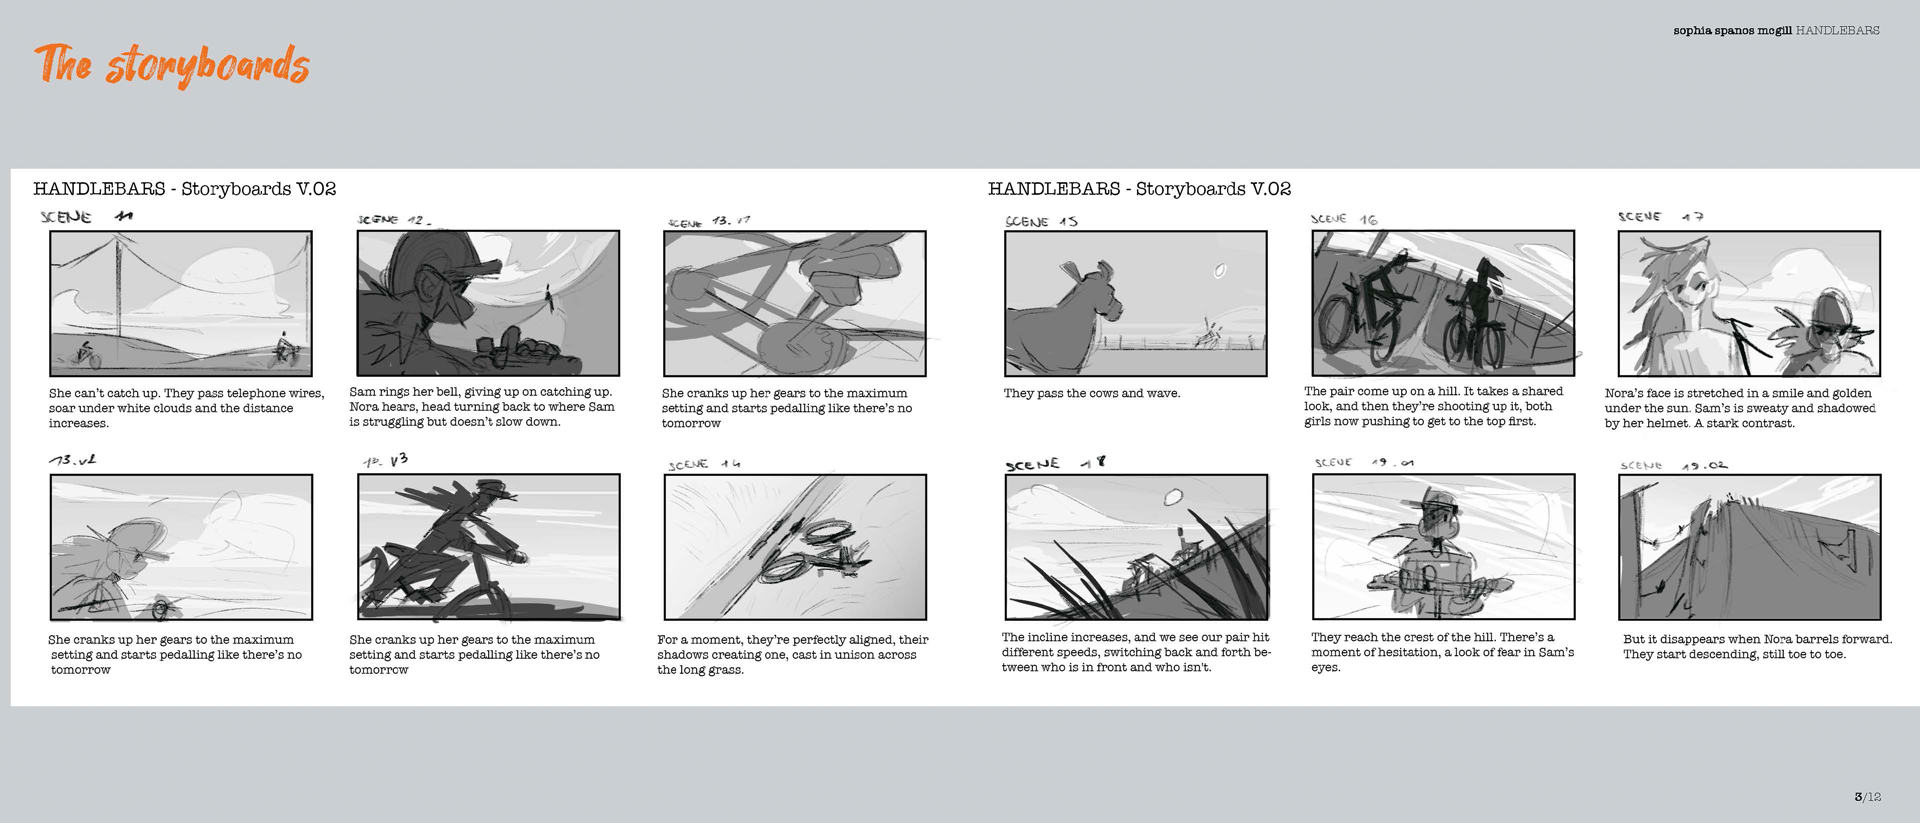 The storyboards
sophia spanos mcgill HANDLEBARS
HANDLEBARS - Storyboards V.02
SCENE 11
SCENE 12
SCENE 13. V1
She can't catch up. They pass telephone wires,
soar under white clouds and the distance
increases.
Sam rings her bell, giving up on catching up.
Nora hears, head turning back to where Sam
is struggling but doesn't slow down.
She cranks up her gears to the maximum
setting and starts pedalling like there's no
tomorrow
13. V2
13. V3
SCENE 14
She cranks up her gears to the maximum
setting and starts pedalling like there's no
tomorrow
She cranks up her gears to the maximum
setting and starts pedalling like there's no
tomorrow
For a moment, they're perfectly aligned, their
shadows creating one, cast in unison across
the long grass.
HANDLEBARS - Storyboards V.02
SCENE 15
SCENE 16
SCENE 17
They pass the cows and wave.
The pair come up on a hill. It takes a shared
look, and then they're shooting up it, both
girls now pushing to get to the top first.
Nora's face is stretched in a smile and golden
under the sun. Sam's is sweaty and shadowed
by her helmet. A stark contrast.
SCENE 18
SCENE 19.01
SCENE 19.02
The incline increases, and we see our pair hit
different speeds, switching back and forth be-
tween who is in front and who isn't.
They reach the crest of the hill. There's a
moment of hesitation, a look of fear in Sam's
eyes.
But it disappears when Nora barrels forward.
They start descending, still toe to toe.
3/12